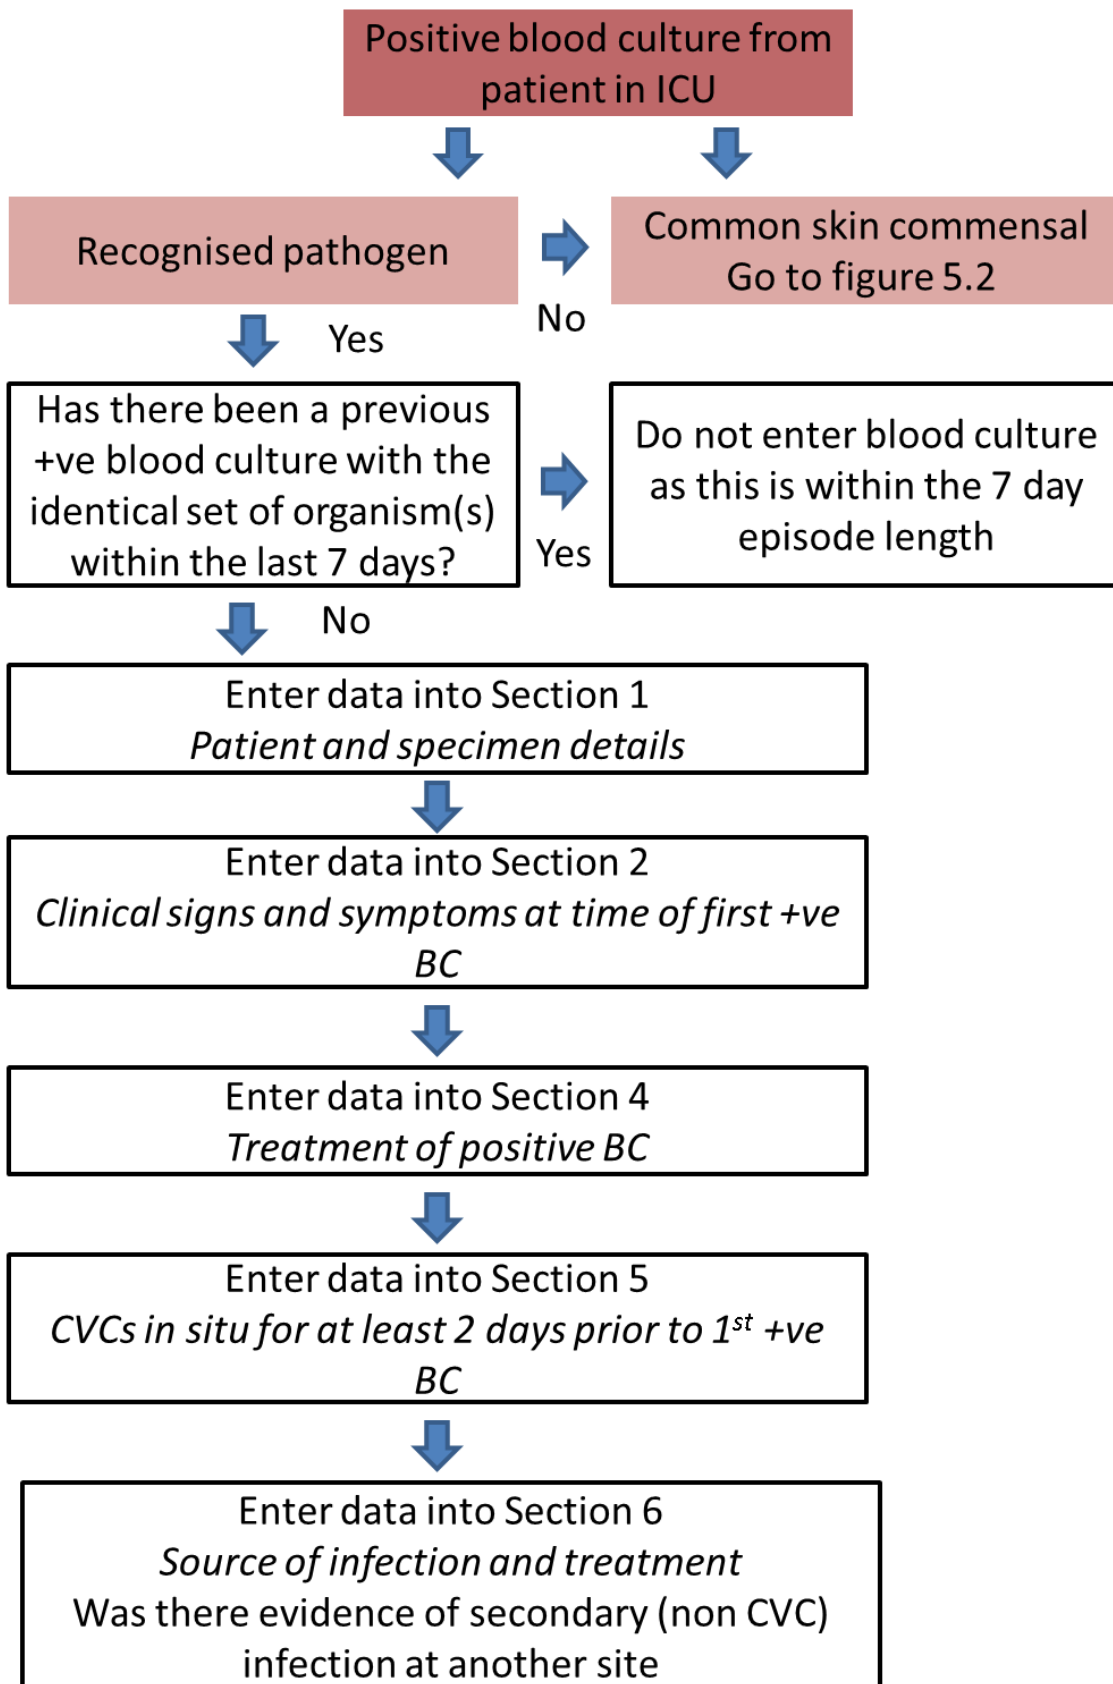 Positive blood culture from
patient in ICU
Recognised pathogen
No
Common skin commensal
Go to figure 5.2
Yes
Has there been a previous
+ve blood culture with the
identical set of organism(s)
within the last 7 days?
Yes
Do not enter blood culture
as this is within the 7 day
episode length
No
Enter data into Section 1
Patient and specimen details
Enter data into Section 2
Clinical signs and symptoms at time of first +ve
BC
Enter data into Section 4
Treatment of positive BC
Enter data into Section 5
CVCs in situ for at least 2 days prior to 1st +ve
BC
Enter data into Section 6
Source of infection and treatment
Was there evidence of secondary (non CVC)
infection at another site